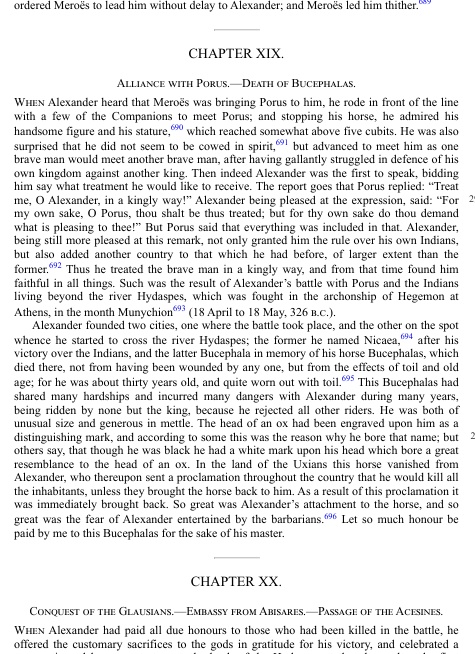 ordered Meroës to lead him without delay to Alexander; and Meroës led him thither.689
CHAPTER XIX.
Alliance with Porus.—Death of Bucephalas.
When Alexander heard that Meroës was bringing Porus to him, he rode in front of the line
with a few of the Companions to meet Porus; and stopping his horse, he admired his
handsome figure and his stature,690 which reached somewhat above five cubits. He was also
surprised that he did not seem to be cowed in spirit,691 but advanced to meet him as one
brave man would meet another brave man, after having gallantly struggled in defence of his
own kingdom against another king. Then indeed Alexander was the first to speak, bidding
him say what treatment he would like to receive. The report goes that Porus replied: “Treat
me, O Alexander, in a kingly way!” Alexander being pleased at the expression, said: “For
my own sake, O Porus, thou shalt be thus treated; but for thy own sake do thou demand
what is pleasing to thee!” But Porus said that everything was included in that. Alexander,
being still more pleased at this remark, not only granted him the rule over his own Indians,
but also added another country to that which he had before, of larger extent than the
former.692 Thus he treated the brave man in a kingly way, and from that time found him
faithful in all things. Such was the result of Alexander’s battle with Porus and the Indians
living beyond the river Hydaspes, which was fought in the archonship of Hegemon at
Athens, in the month Munychion693 (18 April to 18 May, 326 B.C.).
Alexander founded two cities, one where the battle took place, and the other on the spot
whence he started to cross the river Hydaspes; the former he named Nicaea,694 after his
victory over the Indians, and the latter Bucephala in memory of his horse Bucephalas, which
died there, not from having been wounded by any one, but from the effects of toil and old
age; for he was about thirty years old, and quite worn out with toil.695 This Bucephalas had
shared many hardships and incurred many dangers with Alexander during many years,
being ridden by none but the king, because he rejected all other riders. He was both of
unusual size and generous in mettle. The head of an ox had been engraved upon him as a
distinguishing mark, and according to some this was the reason why he bore that name; but
others say, that though he was black he had a white mark upon his head which bore a great
resemblance to the head of an ox. In the land of the Uxians this horse vanished from
Alexander, who thereupon sent a proclamation throughout the country that he would kill all
the inhabitants, unless they brought the horse back to him. As a result of this proclamation it
was immediately brought back. So great was Alexander’s attachment to the horse, and so
great was the fear of Alexander entertained by the barbarians.696 Let so much honour be
paid by me to this Bucephalas for the sake of his master.
CHAPTER XX.
Conquest of the Glausians.—Embassy from Abisares.—Passage of the Acesines.
When Alexander had paid all due honours to those who had been killed in the battle, he
offered the customary sacrifices to the gods in gratitude for his victory, and celebrated a